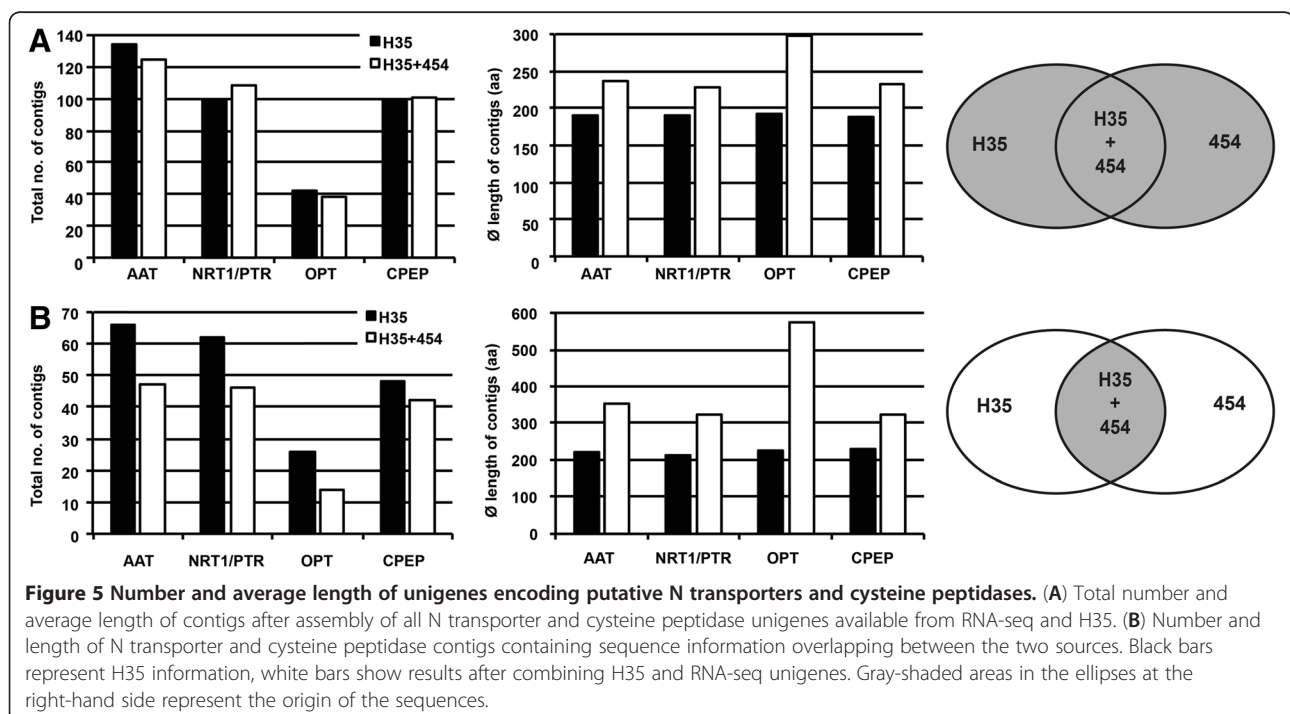 A
Total no. of contigs
140
120
100
80
60
40
20
0
H35
H35+454
AAT NRT1/PTR OPT CPEP
Ø length of contigs (aa)
300
250
200
150
100
50
0
AAT NRT1/PTR OPT CPEP
H35
H35
+
454
454
B
Total no. of contigs
70
60
50
40
30
20
10
0
H35
H35+454
AAT NRT1/PTR OPT CPEP
Ø length of contigs (aa)
600
500
400
300
200
100
0
AAT NRT1/PTR OPT CPEP
H35
H35
+
454
454
Figure 5 Number and average length of unigenes encoding putative N transporters and cysteine peptidases. (A) Total number and
average length of contigs after assembly of all N transporter and cysteine peptidase unigenes available from RNA-seq and H35. (B) Number and
length of N transporter and cysteine peptidase contigs containing sequence information overlapping between the two sources. Black bars
represent H35 information, white bars show results after combining H35 and RNA-seq unigenes. Gray-shaded areas in the ellipses at the
right-hand side represent the origin of the sequences.